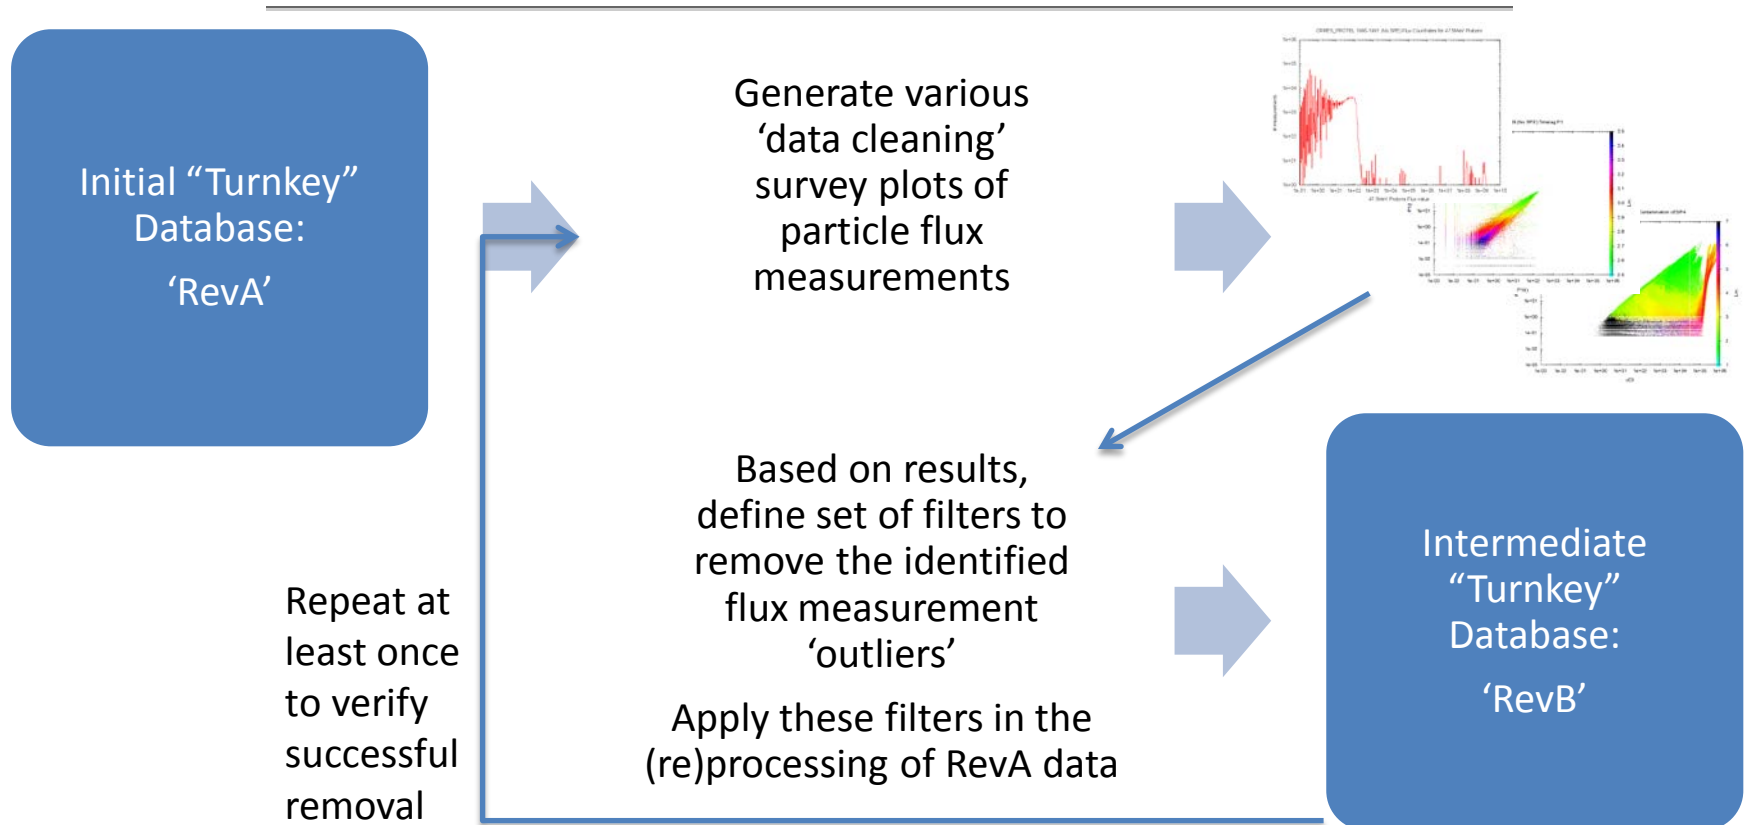 Initial “Turnkey”
Database:
‘RevA’
Generate various
‘data cleaning’
survey plots of
particle flux
measurements
Based on results,
define set of filters to
remove the identified
flux measurement
‘outliers’
Apply these filters in the
(re)processing of RevA data
Repeat at
least once
to verify
successful
removal
Intermediate
“Turnkey”
Database:
‘RevB’